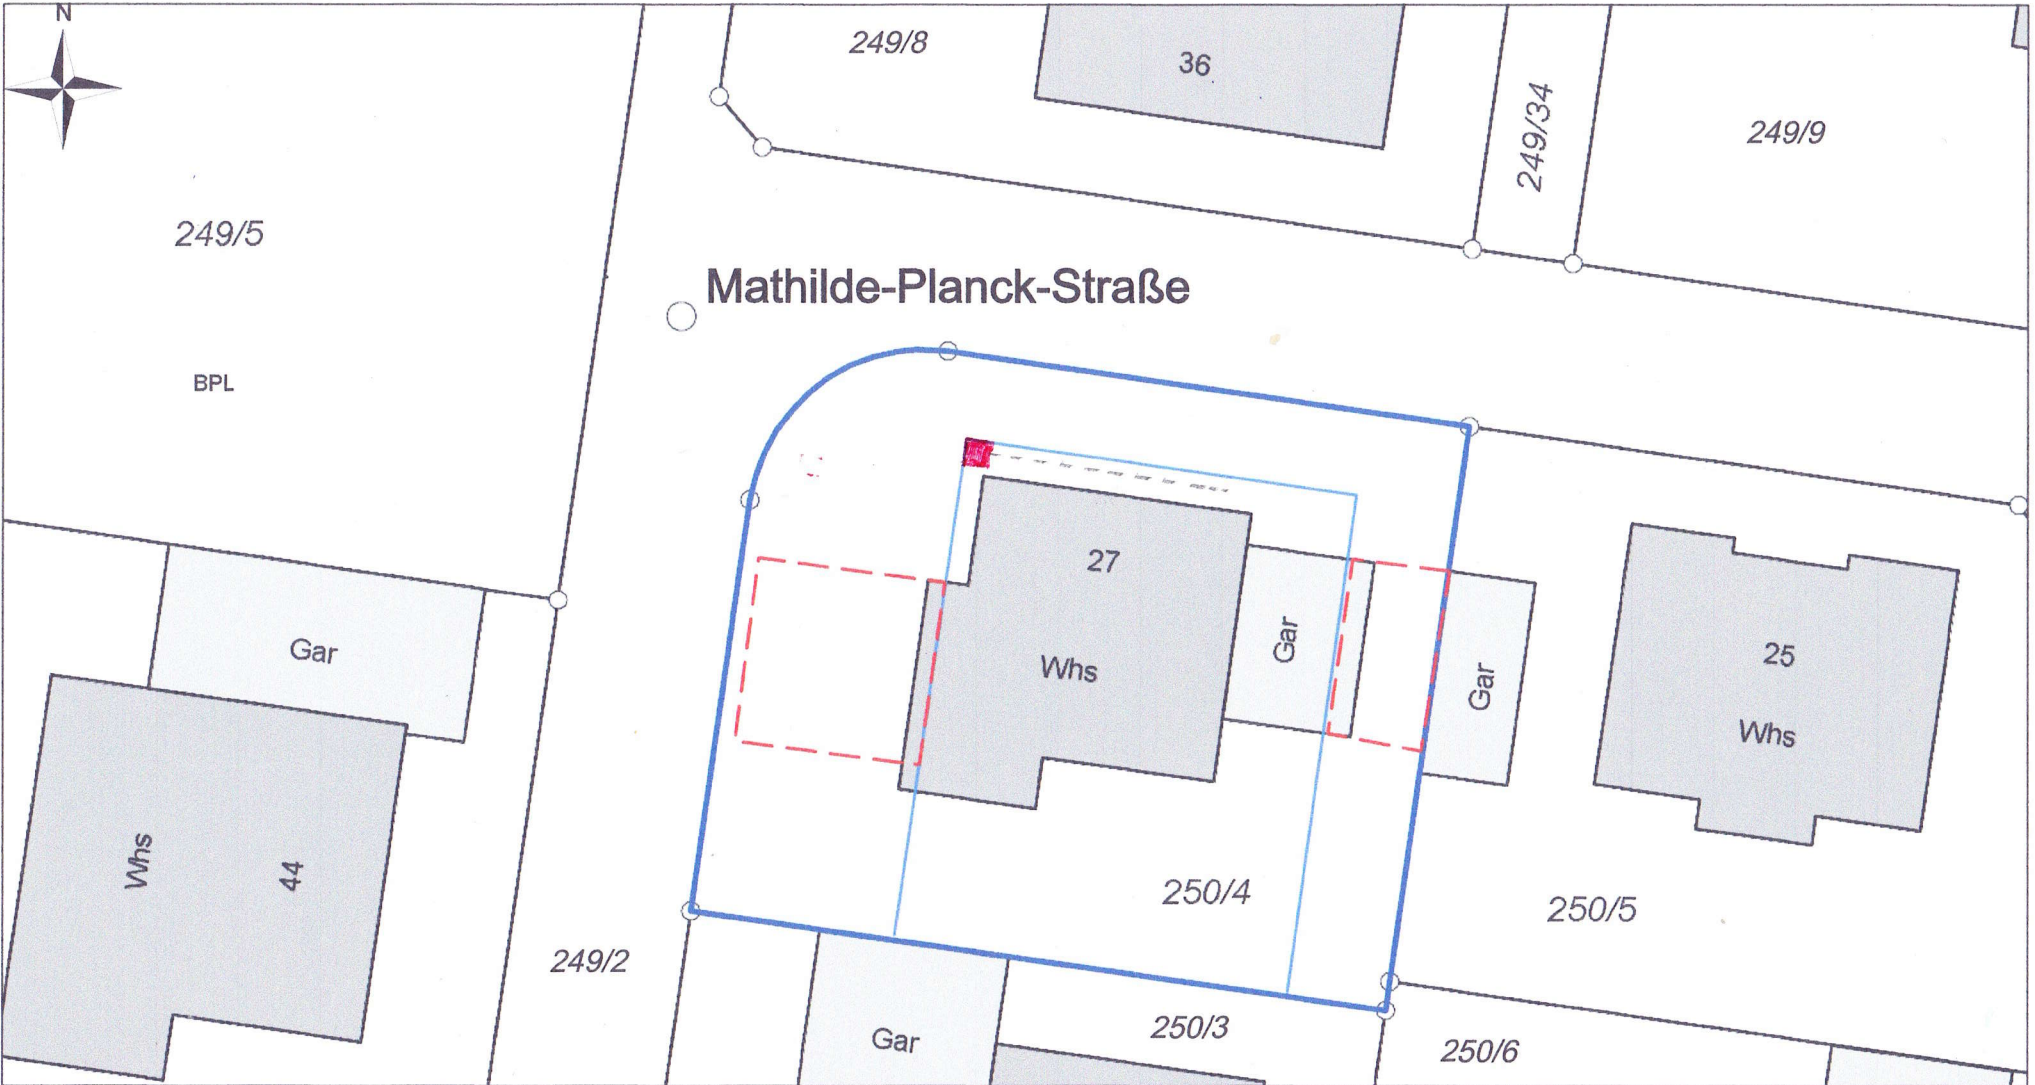 N
249/8
36
249/34
249/9
249/5
Mathilde-Planck-Straße
BPL
27
Gar
Whs
Gar
Gar
25
Whs
Whs
44
250/4
250/5
249/2
Gar
250/3
250/6